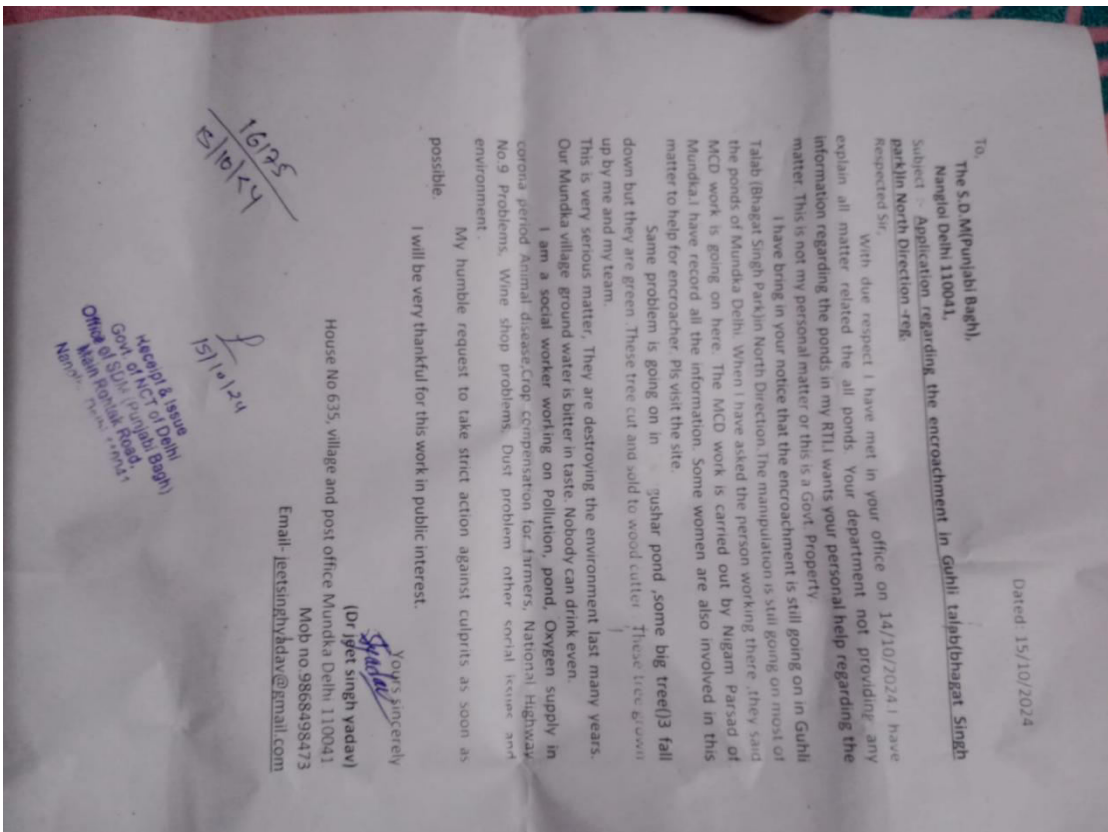 Dated: 15/10/2024
To,
The S.D.M(Punjabi Bagh),
Nangloi Delhi 110041,
Subject :- Application regarding the encroachment in Guhli talab(bhagat Singh
park)in North Direction -reg.
Respected Sir,
With due respect I have met in your office on 14/10/2024 I have
explain all matter related the all ponds. Your department not providing any
information regarding the ponds in my RTI.I wants your personal help regarding the
matter. This is not my personal matter or this is a Govt. Property
I have bring in your notice that the encroachment is still going on in Guhli
Talab (Bhagat Singh Park)in North Direction.The manipulation is still going on most of
the ponds of Mundka Delhi. When I have asked the person working there ,they said
MCD work is going on here. The MCD work is carried out by Nigam Parsad of
Mundka.I have record all the information. Some women are also involved in this
matter to help for encroacher. Pls visit the site.
Same problem is going on in gushar pond ,some big tree()3 fall
down but they are green .These tree cut and sold to wood cutter .These tree grown
up by me and my team.
This is very serious matter, They are destroying the environment last many years.
Our Mundka village ground water is bitter in taste. Nobody can drink even.
I am a social worker working on Pollution, pond, Oxygen supply in
corona period Animal disease,Crop compensation for farmers, National Highway
No.9 Problems, Wine shop problems, Dust problem other social issues and
environment .
My humble request to take strict action against culprits as soon as
possible.
I will be very thankful for this work in public interest.
Yours sincerely
(Dr jeet singh yadav)
House No 635, village and post office Mundka Delhi 110041
Mob no 9868498473
Email- jeetsinghyadav@gmail.com
16175
15/10/24
15/10/24
Receipt & Issue
Govt. of NCT of Delhi
Office of SDM (Punjabi Bagh)
Main Rohtak Road,